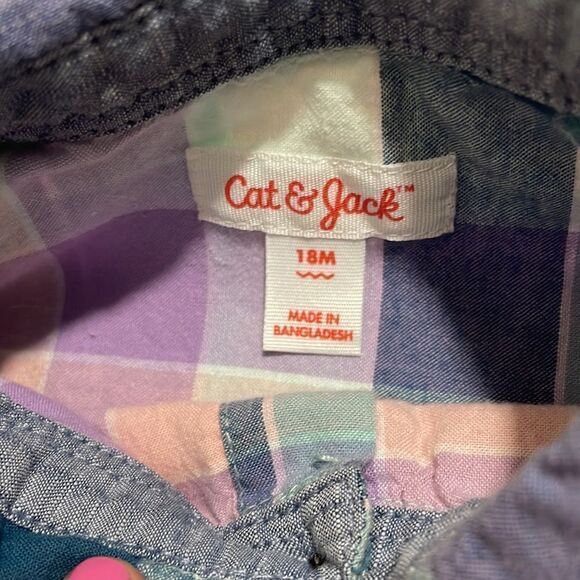 Cat & Jack™
18M
MADE IN
BANGLADESH